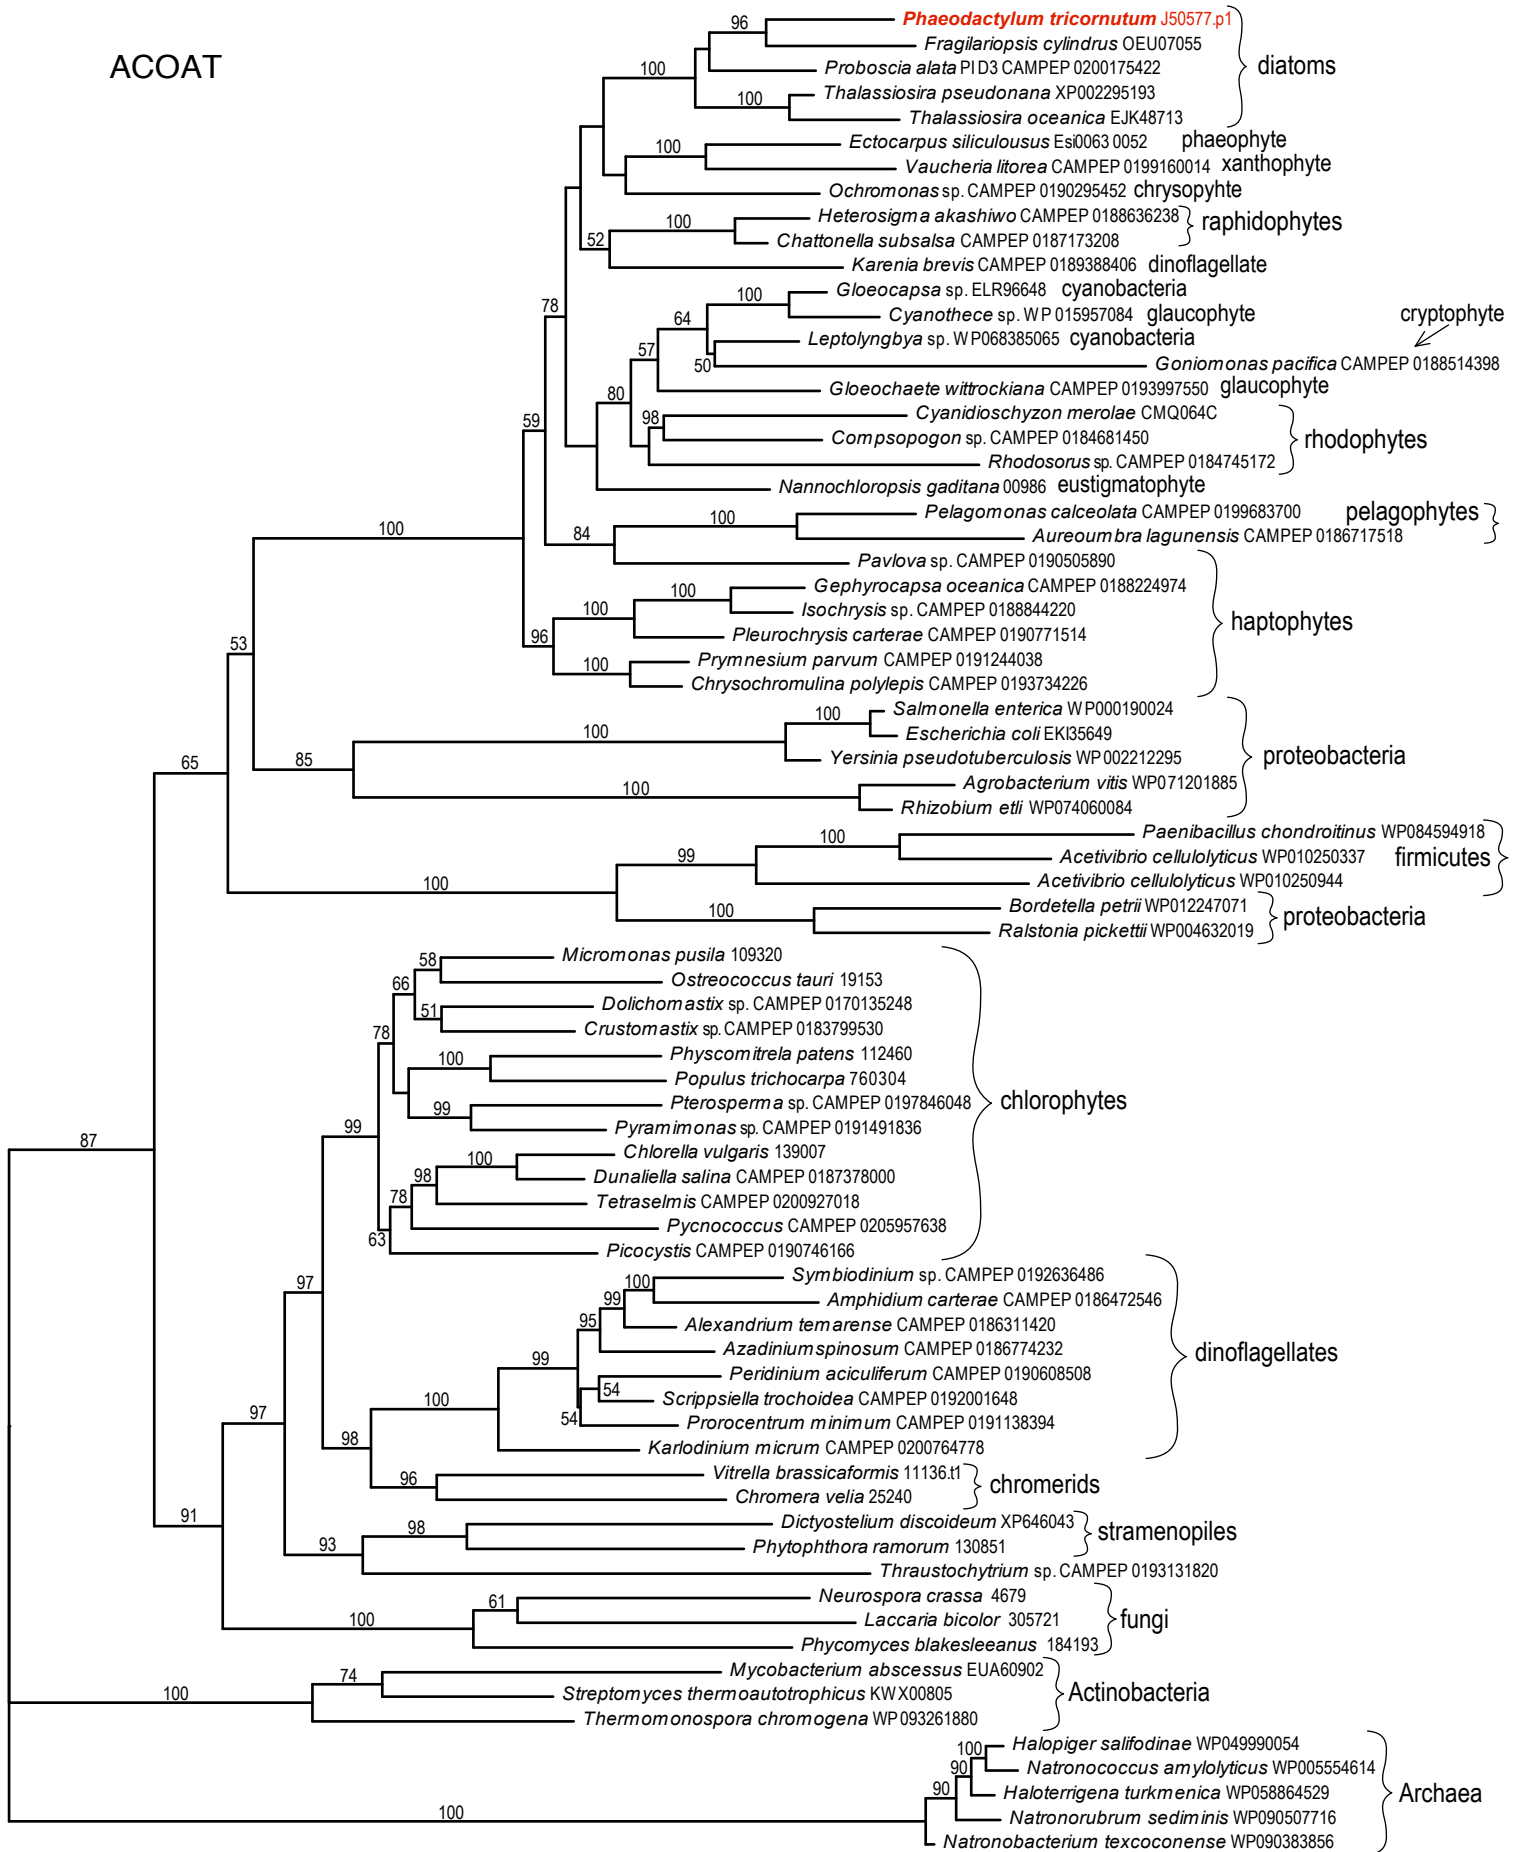 96
Phaeodactylum tricornutum J50577.p1
Fragilariopsis cylindrus OEU07055
ACOAT
100
Proboscia alata PID3 CAMPEP 0200175422
diatoms
100
Thalassiosira pseudonana XP002295193
Thalassiosira oceanica EJK48713
100
Ectocarpus siliculousus Esi0063 0052 phaeophyte
Vaucheria litorea CAMPEP 0199160014 xanthophyte
Ochromonas sp. CAMPEP 0190295452 chrysopyhte
100
Heterosigma akashiwo CAMPEP 0188636238
raphidophytes
52
Chattonella subsalsa CAMPEP 0187173208
Karenia brevis CAMPEP 0189388406 dinoflagellate
100
Gloeocapsa sp. ELR96648 cyanobacteria
78
64
Cyanothece sp. WP 015957084 glaucophyte
cryptophyte
57
Leptolyngbya sp. WP068385065 cyanobacteria
50
Goniomonas pacifica CAMPEP 0188514398
80
Gloeochaete wittrockiana CAMPEP 0193997550 glaucophyte
59
98
Cyanidioschyzon merolae CMQ064C
Compsopogon sp. CAMPEP 0184681450
rhodophytes
Rhodosorus sp. CAMPEP 0184745172
Nannochloropsis gaditana 00986 eustigmatophyte
100
84
100
Pelagomonas calceolata CAMPEP 0199683700
pelagophytes
Aureoumbra lagunensis CAMPEP 0186717518
Pavlova sp. CAMPEP 0190505890
100
Gephyrocapsa oceanica CAMPEP 0188224974
100
Isochrysis sp. CAMPEP 0188844220
haptophytes
96
Pleurochrysis carterae CAMPEP 0190771514
53
100
Prymnesium parvum CAMPEP 0191244038
Chrysochromulina polylepis CAMPEP 0193734226
100
Salmonella enterica WP000190024
100
Escherichia coli EKI35649
65
85
Yersinia pseudotuberculosis WP002212295
proteobacteria
100
Agrobacterium vitis WP071201885
Rhizobium etli WP074060084
100
Paenibacillus chondroitinus WP084594918
99
Acetivibrio cellulolyticus WP010250337
firmicutes
100
Acetivibrio cellulolyticus WP010250944
100
Bordetella petrii WP012247071
proteobacteria
Ralstonia pickettii WP004632019
58
Micromonas pusila 109320
66
Ostreococcus tauri 19153
51
Dolichomastix sp. CAMPEP 0170135248
78
Crustomastix sp. CAMPEP 0183799530
100
Physcomitrela patens 112460
Populus trichocarpa 760304
99
Pterosperma sp. CAMPEP 0197846048
chlorophytes
99
Pyramimonas sp. CAMPEP 0191491836
87
100
Chlorella vulgaris 139007
98
Dunaliella salina CAMPEP 0187378000
78
Tetraselmis CAMPEP 0200927018
63
Pycnococcus CAMPEP 0205957638
Picocystis CAMPEP 0190746166
97
100
Symbiodinium sp. CAMPEP 0192636486
99
Amphidium carterae CAMPEP 0186472546
95
Alexandrium temarense CAMPEP 0186311420
99
Azadinium spinosum CAMPEP 0186774232
dinoflagellates
Peridinium aciculiferum CAMPEP 0190608508
54
100
Scrippsiella trochoidea CAMPEP 0192001648
97
54
Prorocentrum minimum CAMPEP 0191138394
98
Karlodinium micrum CAMPEP 0200764778
96
Vitrella brassicaformis 11136.t1
chromerids
Chromera velia 25240
91
98
Dictyostelium discoideum XP646043
stramenopiles
93
Phytophthora ramorum 130851
Thraustochytrium sp. CAMPEP 0193131820
61
Neurospora crassa 4679
100
Laccaria bicolor 305721
fungi
Phycomyces blakesleeanus 184193
74
Mycobacterium abscessus EUA60902
100
Streptomyces thermoautotrophicus KWX00805
Actinobacteria
Thermomonospora chromogena WP093261880
100
Halopiger salifodinae WP049990054
90
Natronococcus amylolyticus WP005554614
90
Haloterrigena turkmenica WP058864529
Archaea
100
Natronorubrum sediminis WP090507716
Natronobacterium texcoconense WP090383856